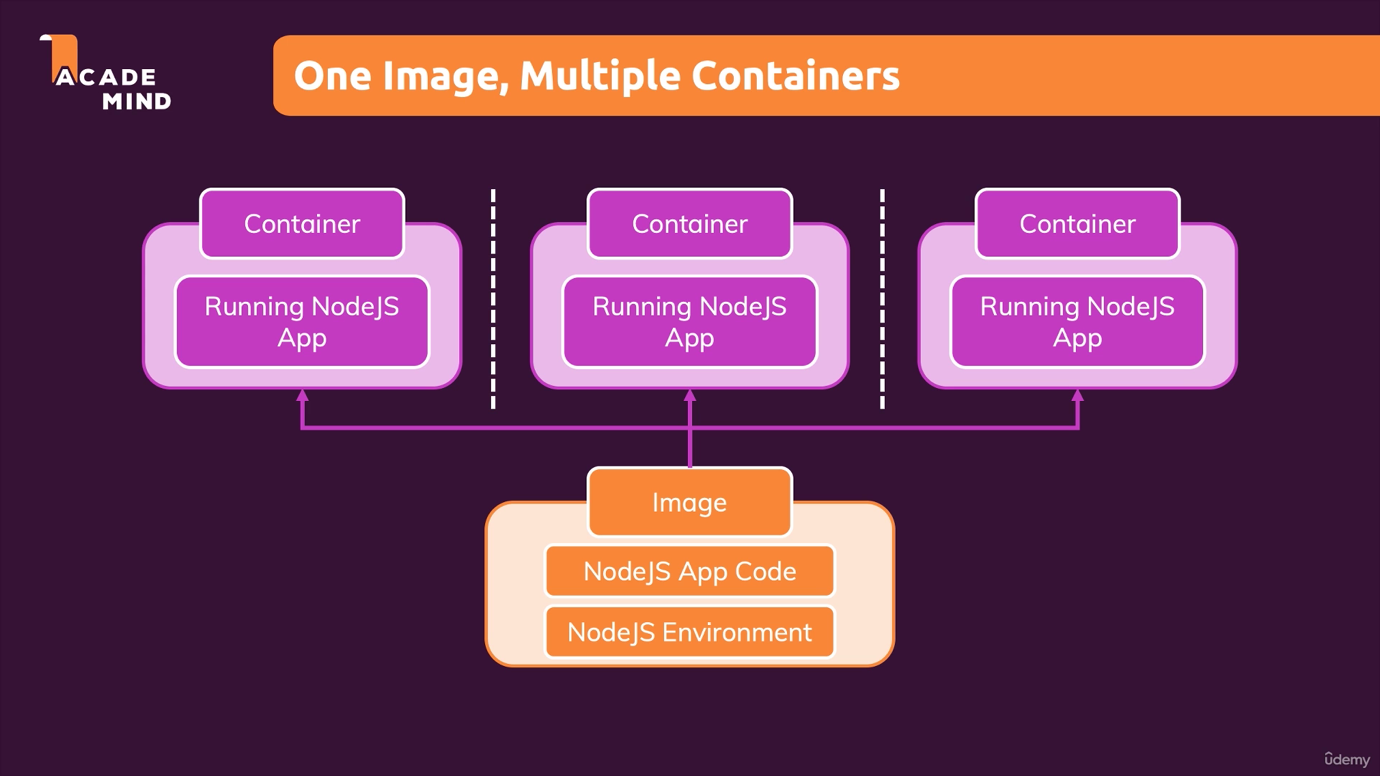 ACADE
MIND
One Image, Multiple Containers
Container
Container
Container
Running NodeJS
App
Running NodeJS
App
Running NodeJS
App
Image
NodeJS App Code
NodeJS Environment
udemy